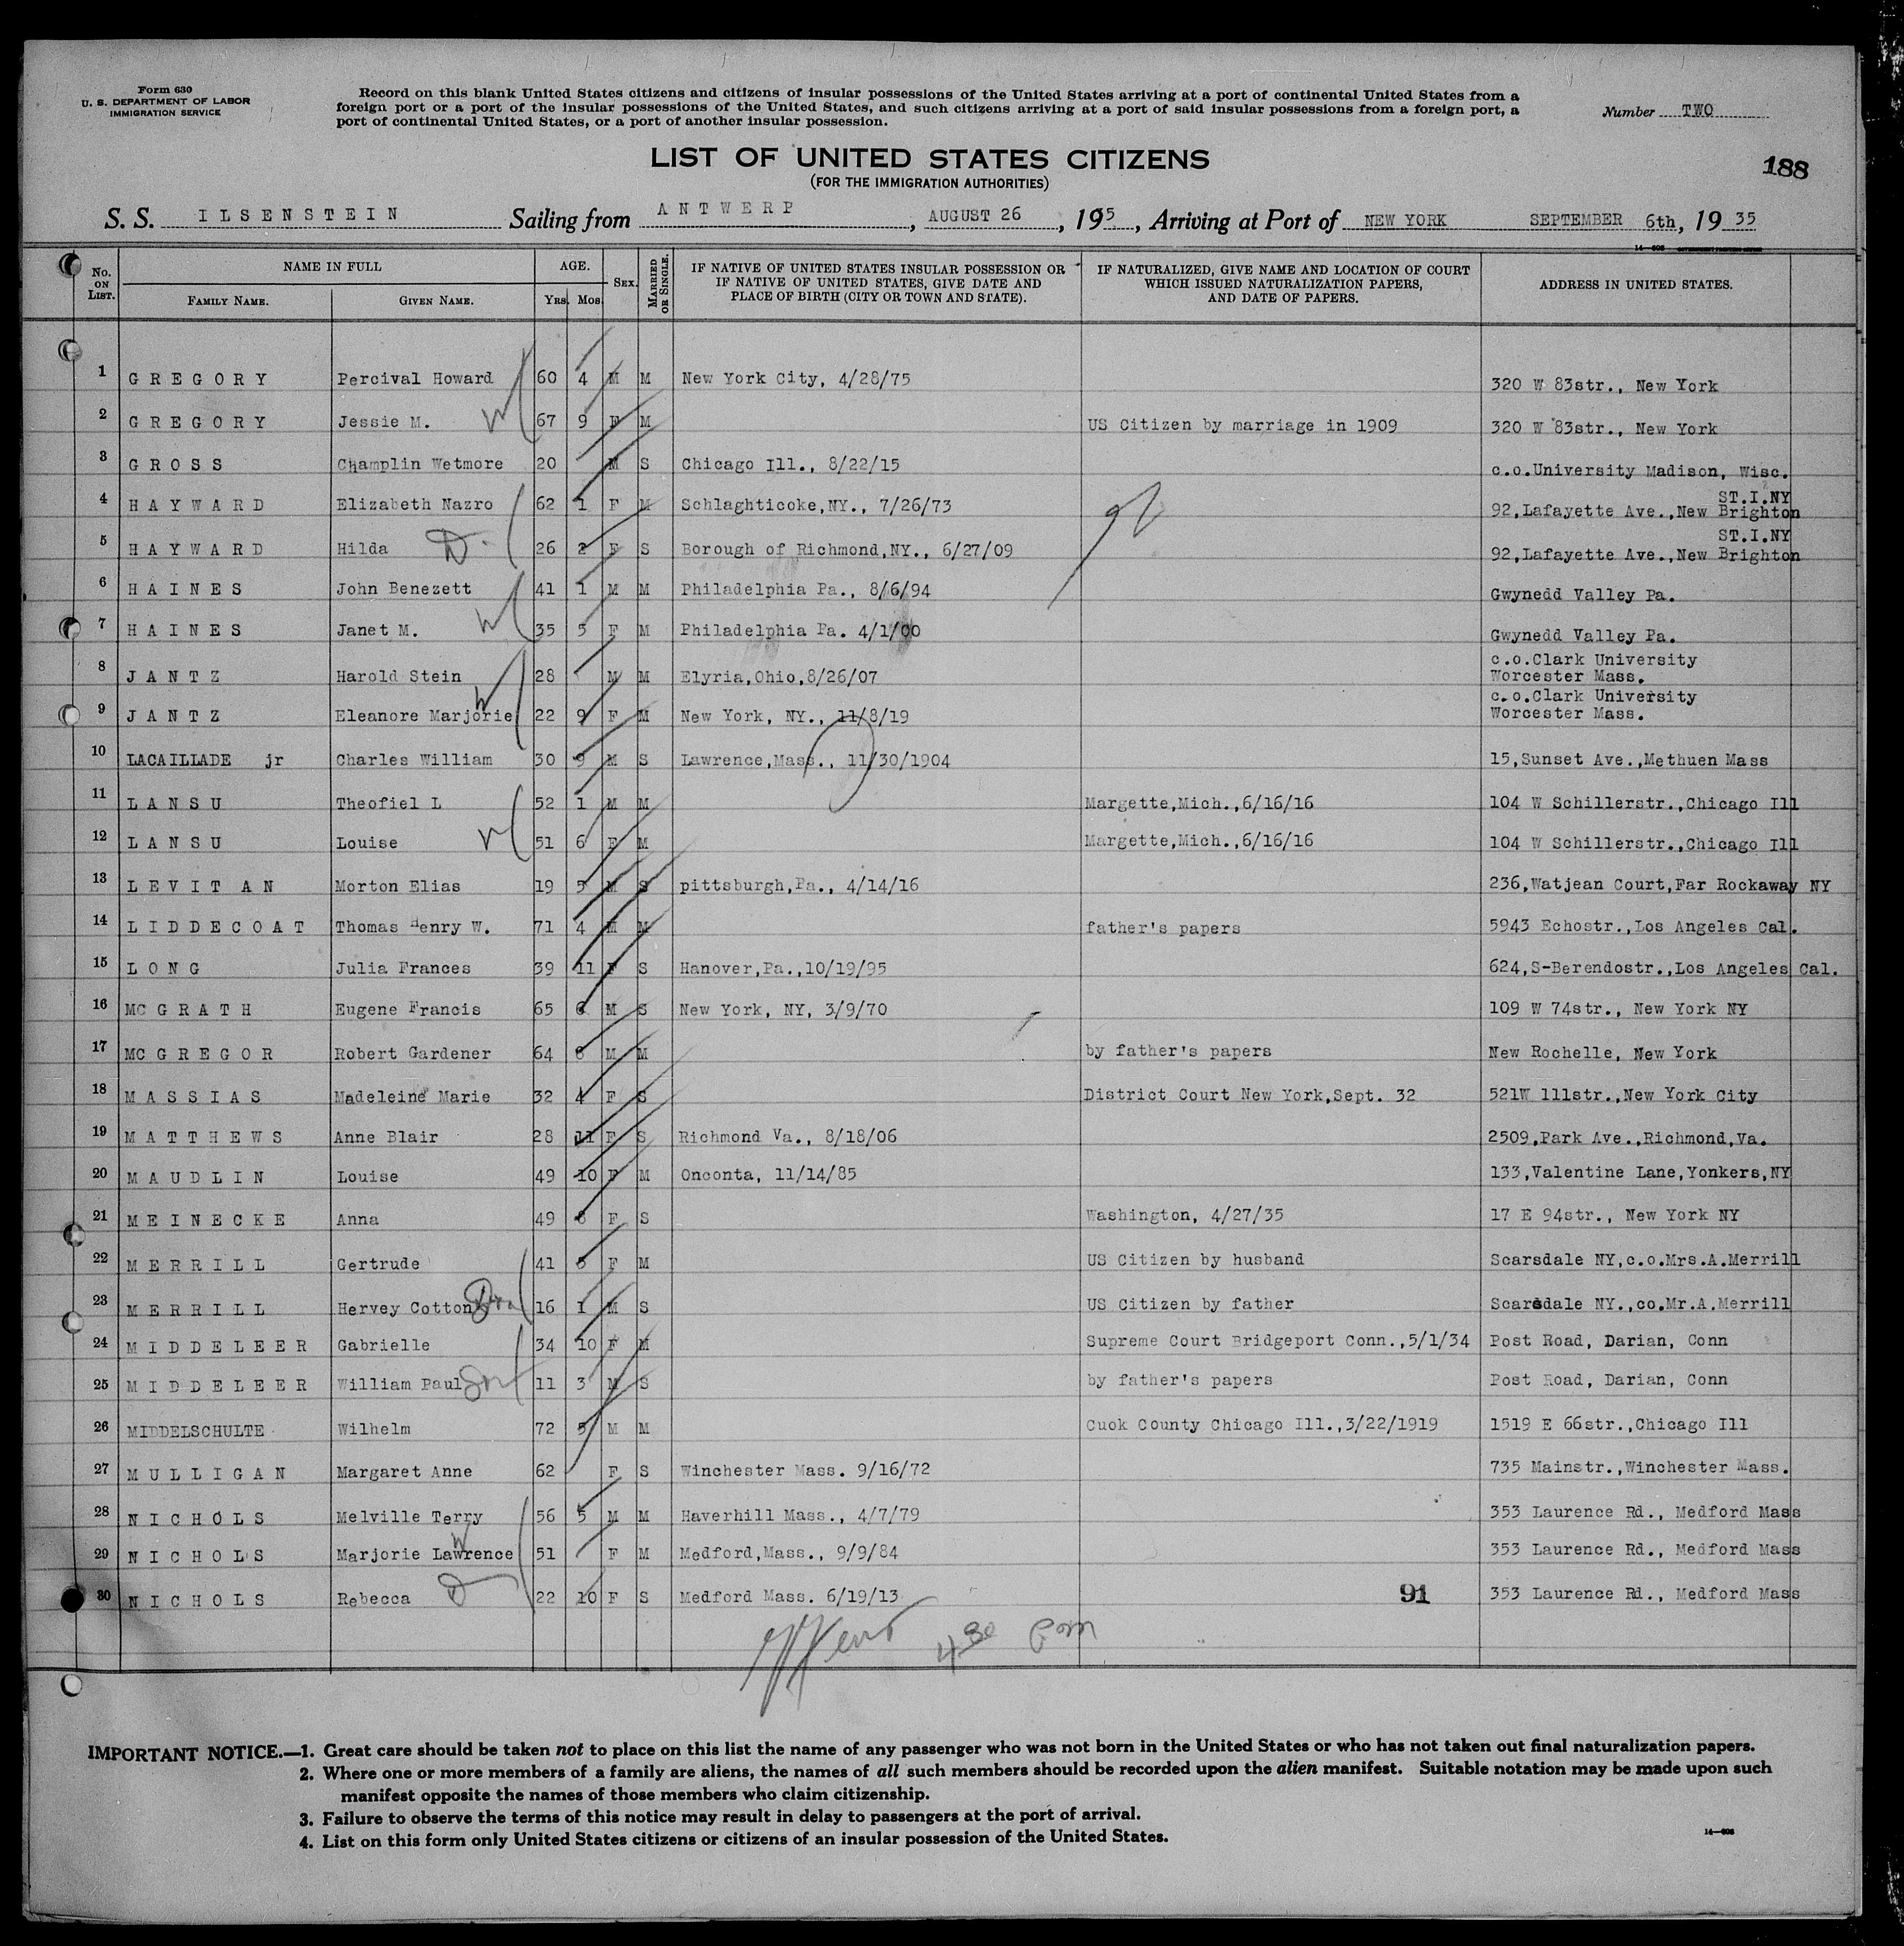 Form 630
U. S. DEPARTMENT OF LABOR
IMMIGRATION SERVICE
Record on this blank United States citizens and citizens of insular possessions of the United States arriving at a port of continental United States from a
foreign port or a port of the insular possessions of the United States, and such citizens arriving at a port of said insular possessions from a foreign port, a
port of continental United States, or a port of another insular possession.
Number TWO
LIST OF UNITED STATES CITIZENS
(FOR THE IMMIGRATION AUTHORITIES)
188
S. S. ILSENSTEIN Sailing from ANTWERP, AUGUST 26, 1935, Arriving at Port of NEW YORK SEPTEMBER 6th, 19 35
No. ON LIST. NAME IN FULL FAMILY NAME. GIVEN NAME. AGE. YRS. MOS. SEX. MARRIED OR SINGLE. IF NATIVE OF UNITED STATES INSULAR POSSESSION OR IF NATIVE OF UNITED STATES, GIVE DATE AND PLACE OF BIRTH (CITY OR TOWN AND STATE). IF NATURALIZED, GIVE NAME AND LOCATION OF COURT WHICH ISSUED NATURALIZATION PAPERS, AND DATE OF PAPERS. ADDRESS IN UNITED STATES.
1 GREGORY Percival Howard 60 4 M M New York City, 4/28/75 320 W 83str., New York
2 GREGORY Jessie M. W 67 9 F M US Citizen by marriage in 1909 320 W 83str., New York
3 GROSS Champlin Wetmore 20 M S Chicago Ill., 8/22/15 c.o.University Madison, Wisc.
4 HAYWARD Elizabeth Nazro 62 1 F M Schlaghticoke,NY., 7/26/73 92,Lafayette Ave.,New Brighton ST.I.NY
5 HAYWARD Hilda D. 26 2 F S Borough of Richmond,NY., 6/27/09 92,Lafayette Ave.,New Brighton ST.I.NY
6 HAINES John Benezett 41 1 M M Philadelphia Pa., 8/6/94 Gwynedd Valley Pa.
7 HAINES Janet M. W 35 5 F M Philadelphia Pa. 4/1/00 Gwynedd Valley Pa.
8 JANTZ Harold Stein 28 M M Elyria,Ohio,8/26/07 c.o.Clark University Worcester Mass.
9 JANTZ Eleanore Marjorie W 22 9 F M New York, NY., 11/8/19 c.o.Clark University Worcester Mass.
10 LACAILLADE jr Charles William 30 9 M S Lawrence,Mass., 11/30/1904 15,Sunset Ave.,Methuen Mass
11 LANSU Theofiel L 52 1 M M Margette,Mich.,6/16/16 104 W Schillerstr.,Chicago Ill
12 LANSU Louise W 51 6 F M Margette,Mich.,6/16/16 104 W Schillerstr.,Chicago Ill
13 LEVITAN Morton Elias 19 5 M S pittsburgh,Pa., 4/14/16 236,Watjean Court,Far Rockaway NY
14 LIDDECOAT Thomas Henry W. 71 4 M M father's papers 5943 Echostr.,Los Angeles Cal.
15 LONG Julia Frances 39 11 F S Hanover,Pa.,10/19/95 624,S-Berendostr.,Los Angeles Cal.
16 MC GRATH Eugene Francis 65 6 M S New York, NY, 3/9/70 109 W 74str., New York NY
17 MC GREGOR Robert Gardener 64 6 M M by father's papers New Rochelle, New York
18 MASSIAS Madeleine Marie 32 4 F S District Court New York,Sept. 32 521W 111str.,New York City
19 MATTHEWS Anne Blair 28 11 F S Richmond Va., 8/18/06 2509,Park Ave.,Richmond,Va.
20 MAUDLIN Louise 49 10 F M Onconta, 11/14/85 133,Valentine Lane,Yonkers,NY
21 MEINECKE Anna 49 6 F S Washington, 4/27/35 17 E 94str., New York NY
22 MERRILL Gertrude 41 5 F M US Citizen by husband Scarsdale NY,c.o.Mrs.A.Merrill
23 MERRILL Hervey Cotton 16 1 M S US Citizen by father Scarsdale NY.,co.Mr.A.Merrill
24 MIDDELEER Gabrielle 34 10 F M Supreme Court Bridgeport Conn.,5/1/34 Post Road, Darian, Conn
25 MIDDELEER William Paul Son 11 3 M S by father's papers Post Road, Darian, Conn
26 MIDDELSCHULTE Wilhelm 72 5 M M Cuok County Chicago Ill.,3/22/1919 1519 E 66str.,Chicago Ill
27 MULLIGAN Margaret Anne 62 F S Winchester Mass. 9/16/72 735 Mainstr.,Winchester Mass.
28 NICHOLS Melville Terry 56 5 M M Haverhill Mass., 4/7/79 353 Laurence Rd., Medford Mass
29 NICHOLS Marjorie Lawrence W 51 F M Medford,Mass., 9/9/84 353 Laurence Rd., Medford Mass
30 NICHOLS Rebecca D 22 10 F S Medford Mass. 6/19/13 91 353 Laurence Rd., Medford Mass
4 30 Pm
IMPORTANT NOTICE.—1. Great care should be taken not to place on this list the name of any passenger who was not born in the United States or who has not taken out final naturalization papers.
2. Where one or more members of a family are aliens, the names of all such members should be recorded upon the alien manifest. Suitable notation may be made upon such
manifest opposite the names of those members who claim citizenship.
3. Failure to observe the terms of this notice may result in delay to passengers at the port of arrival.
4. List on this form only United States citizens or citizens of an insular possession of the United States.